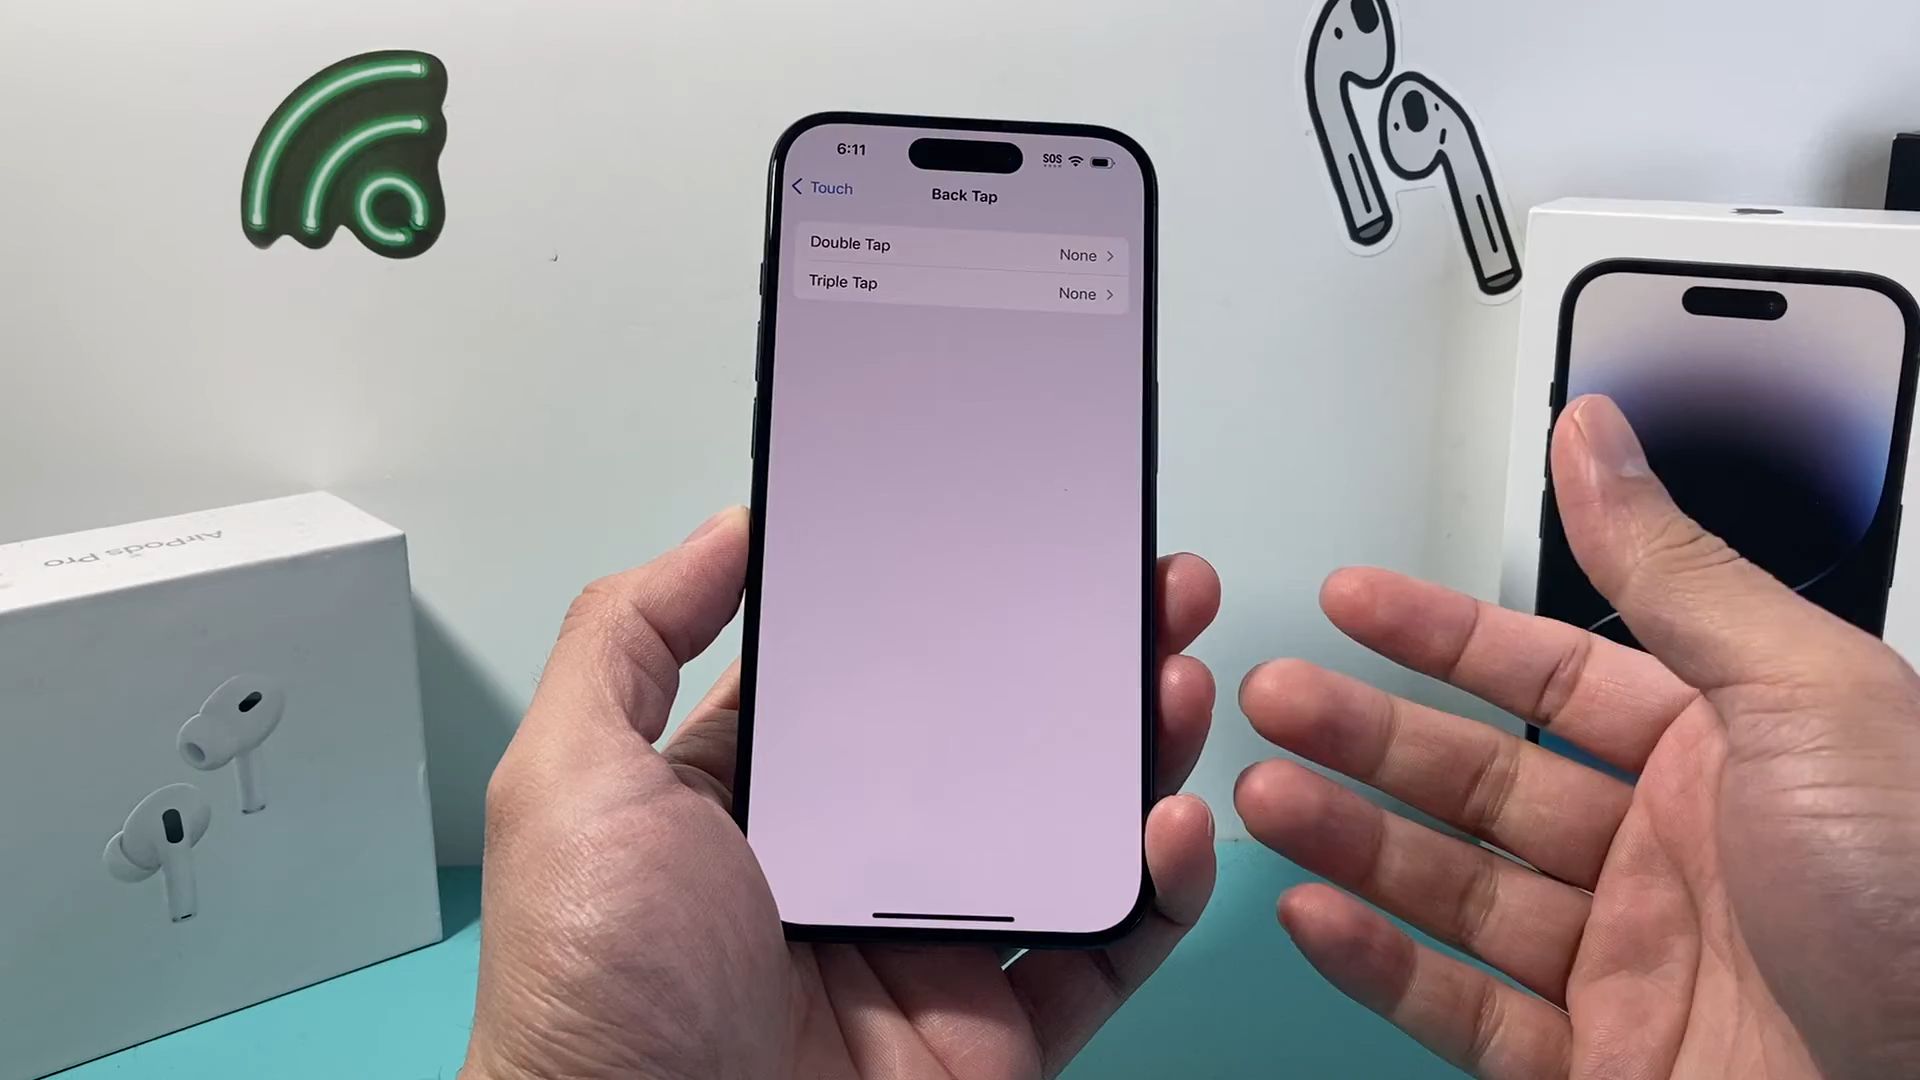 6:11
SOS
Touch
Back Tap
Double Tap
None
Triple Tap
None
AirPods Pro